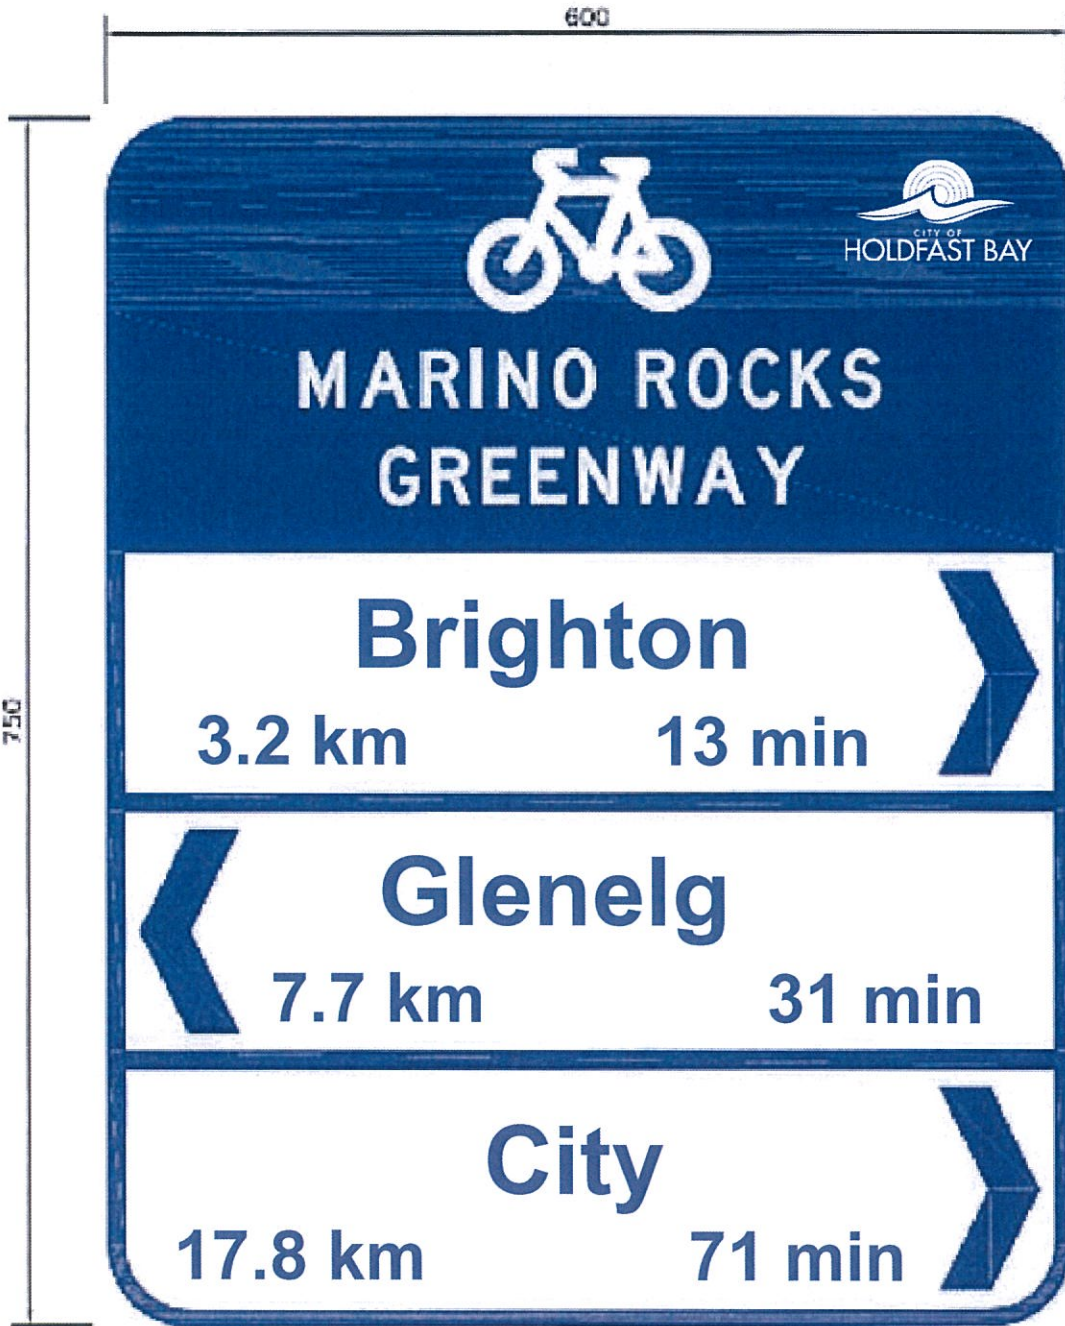 600
CITY OF
HOLDFAST BAY
MARINO ROCKS
GREENWAY
Brighton
3.2 km 13 min
750
Glenelg
7.7 km 31 min
City
17.8 km 71 min